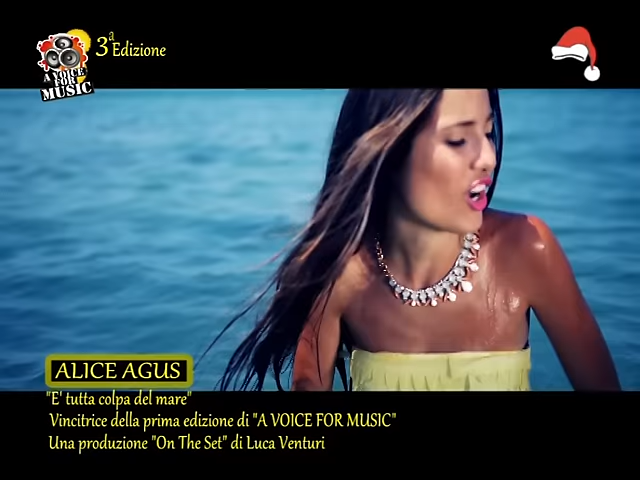 3ª Edizione
A VOICE
FOR
MUSIC
ALICE AGUS
"E' tutta colpa del mare"
Vincitrice della prima edizione di "A VOICE FOR MUSIC"
Una produzione "On The Set" di Luca Venturi